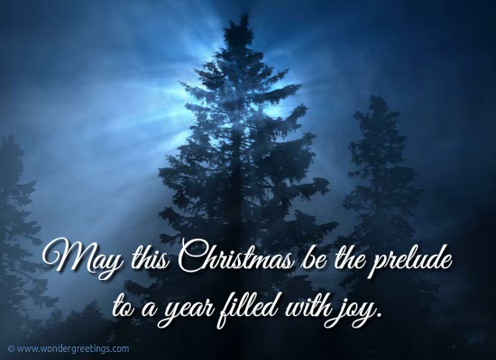 May this Christmas be the prelude
to a year filled with joy.
© www.wondergreetings.com